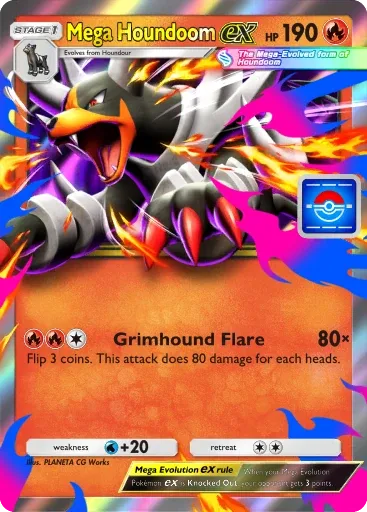 STAGE 1
Mega Houndoom ex HP 190
Evolves from Houndour
The Mega-Evolved form of
Houndoom
Grimhound Flare 80×
Flip 3 coins. This attack does 80 damage for each heads.
weakness +20 retreat
Illus. PLANETA CG Works
Mega Evolution ex rule
When your Mega Evolution
Pokémon ex is Knocked Out, your opponent gets 3 points.